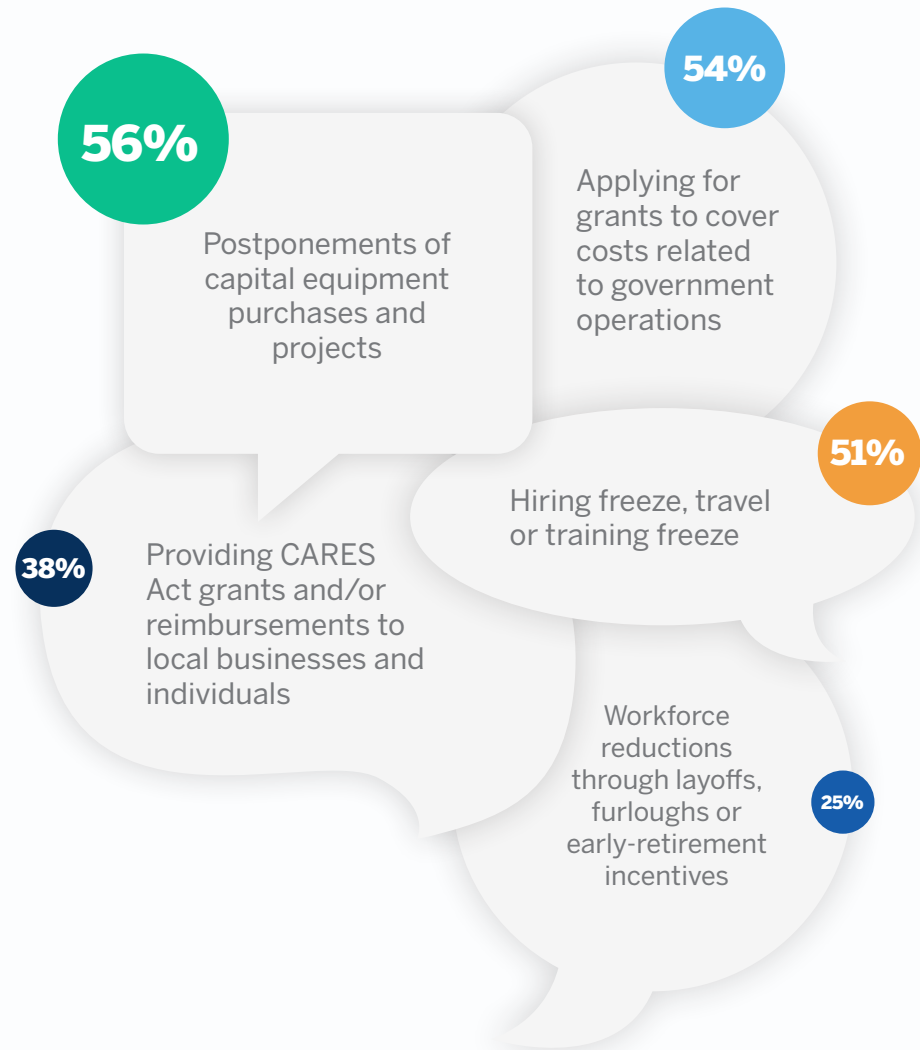 56%
Postponements of
capital equipment
purchases and
projects
54%
Applying for
grants to cover
costs related
to government
operations
51%
Hiring freeze, travel
or training freeze
38%
Providing CARES
Act grants and/or
reimbursements to
local businesses and
individuals
25%
Workforce
reductions
through layoffs,
furloughs or
early-retirement
incentives